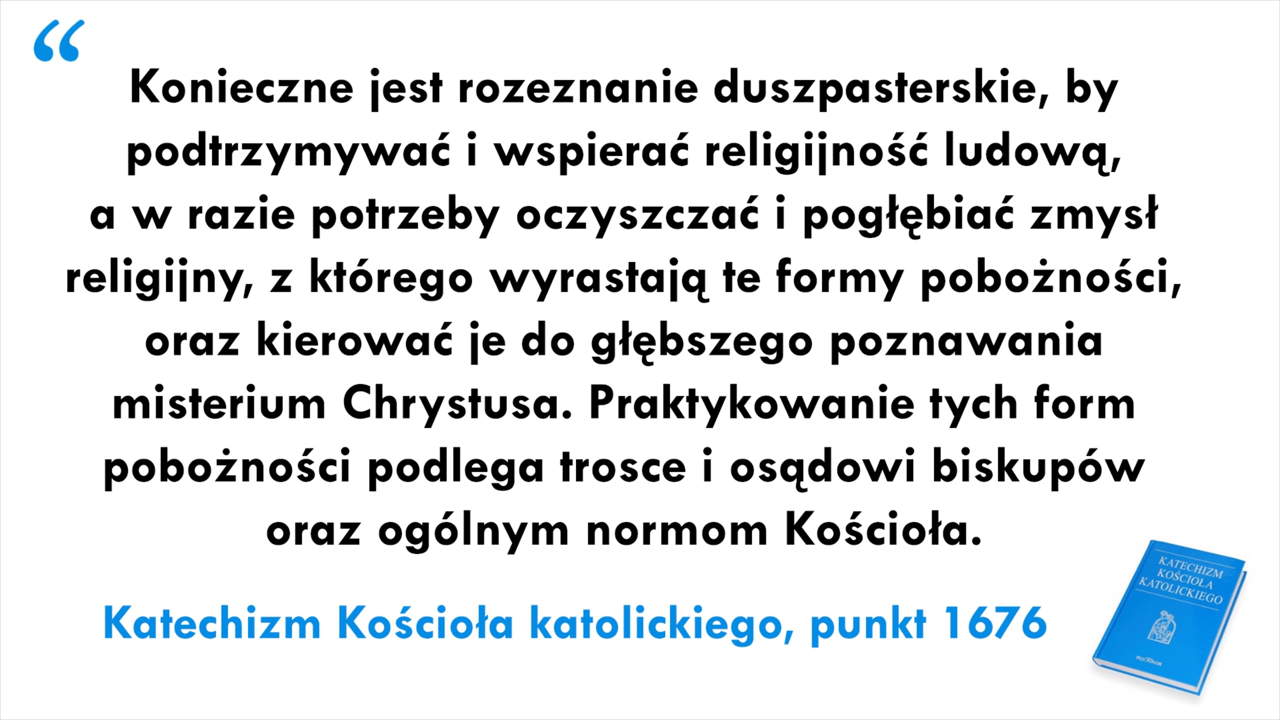 “
Konieczne jest rozeznanie duszpasterskie, by
podtrzymywać i wspierać religijność ludową,
a w razie potrzeby oczyszczać i pogłębiać zmysł
religijny, z którego wyrastają te formy pobożności,
oraz kierować je do głębszego poznawania
misterium Chrystusa. Praktykowanie tych form
pobożności podlega trosce i osądowi biskupów
oraz ogólnym normom Kościoła.
Katechizm Kościoła katolickiego, punkt 1676
KATECHIZM
KOŚCIOŁA
KATOLICKIEGO